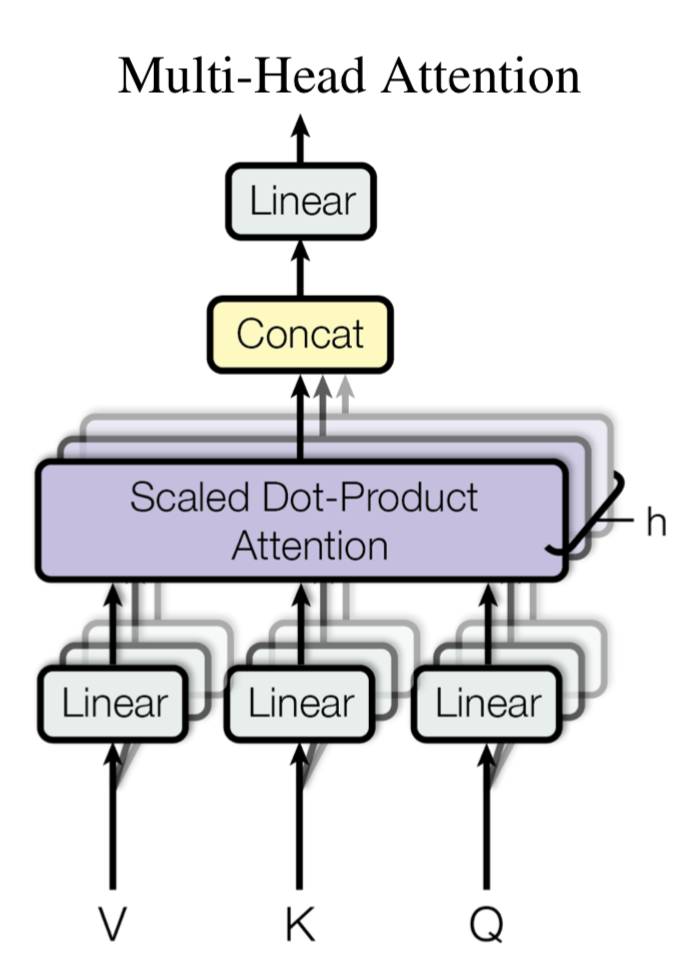 Multi-Head Attention
Linear
Concat
Scaled Dot-Product
Attention
h
Linear
Linear
Linear
V
K
Q